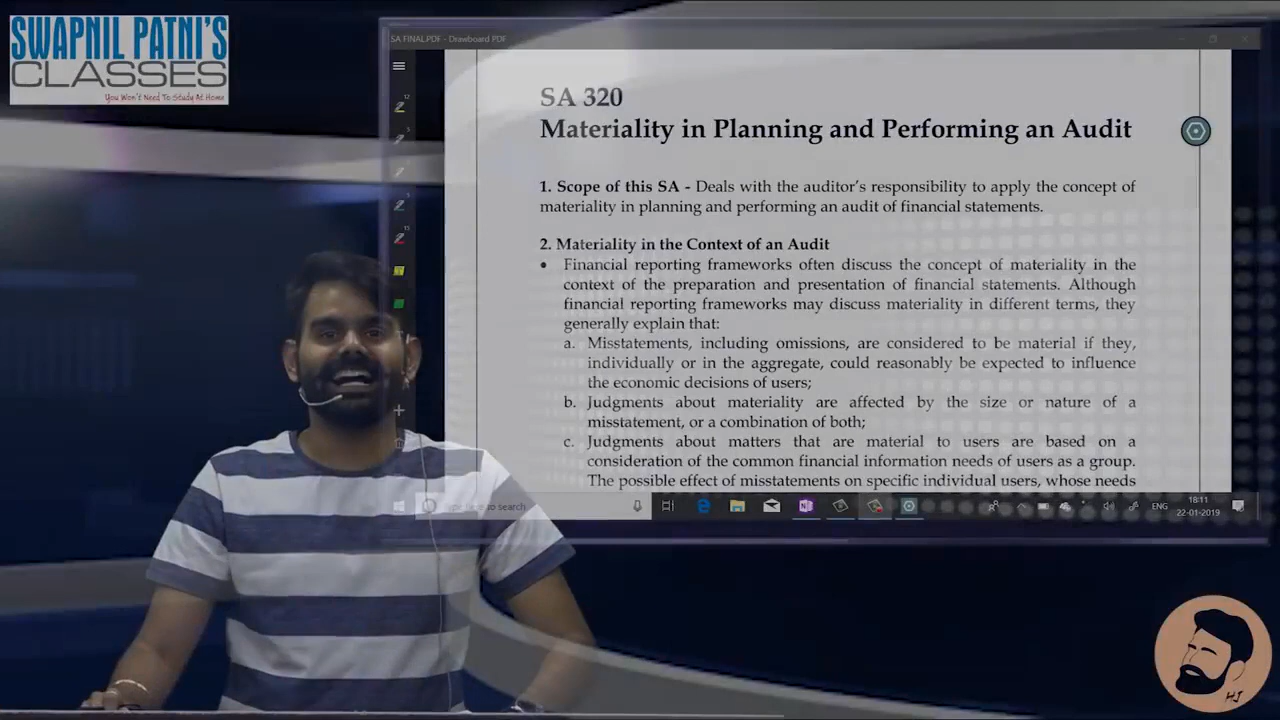 SWAPNIL PATNI'S
CLASSES
You Won't Need To Study At Home
SA FINAL.PDF - Drawboard PDF
SA 320
Materiality in Planning and Performing an Audit
1. Scope of this SA - Deals with the auditor's responsibility to apply the concept of
materiality in planning and performing an audit of financial statements.
2. Materiality in the Context of an Audit
• Financial reporting frameworks often discuss the concept of materiality in the
context of the preparation and presentation of financial statements. Although
financial reporting frameworks may discuss materiality in different terms, they
generally explain that:
a. Misstatements, including omissions, are considered to be material if they,
individually or in the aggregate, could reasonably be expected to influence
the economic decisions of users;
b. Judgments about materiality are affected by the size or nature of a
misstatement, or a combination of both;
c. Judgments about matters that are material to users are based on a
consideration of the common financial information needs of users as a group.
The possible effect of misstatements on specific individual users, whose needs
to search
ENG
18:11
22-01-2019
HJ